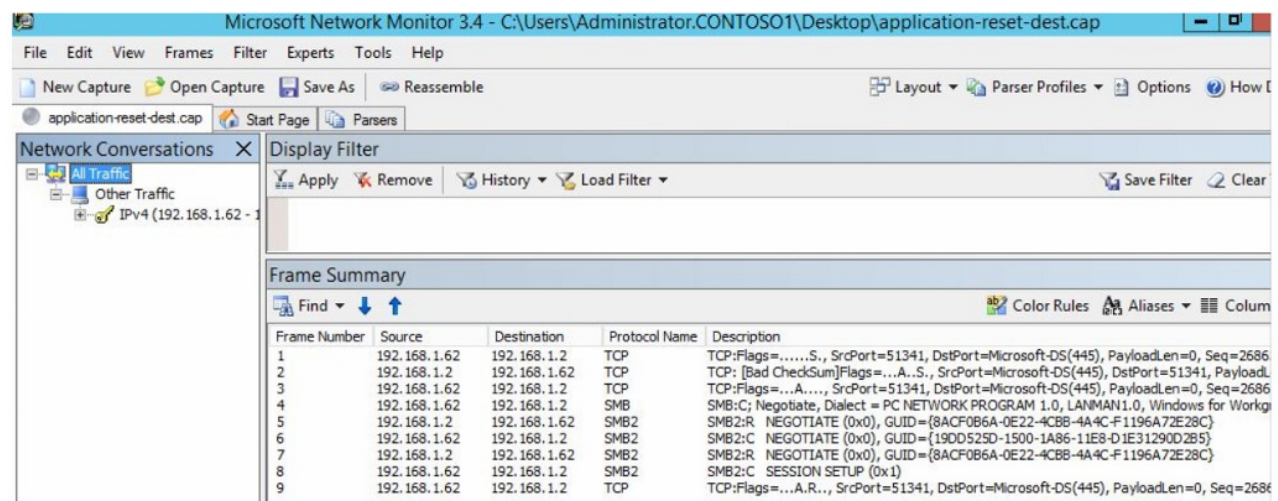 Microsoft Network Monitor 3.4 - C:\Users\Administrator.CONTOSO1\Desktop\application-reset-dest.cap
File Edit View Frames Filter Experts Tools Help
New Capture Open Capture Save As Reassemble Layout Parser Profiles Options How D
application-reset-dest.cap Start Page Parsers
Network Conversations X Display Filter
All Traffic
Other Traffic
IPv4 (192.168.1.62 - 1
Apply Remove History Load Filter Save Filter Clear
Frame Summary
Find Color Rules Aliases Colum
Frame Number Source Destination Protocol Name Description
1 192.168.1.62 192.168.1.2 TCP TCP:Flags=......S., SrcPort=51341, DstPort=Microsoft-DS(445), PayloadLen=0, Seq=2686
2 192.168.1.2 192.168.1.62 TCP TCP: [Bad CheckSum]Flags=...A..S., SrcPort=Microsoft-DS(445), DstPort=51341, PayloadL
3 192.168.1.62 192.168.1.2 TCP TCP:Flags=...A...., SrcPort=51341, DstPort=Microsoft-DS(445), PayloadLen=0, Seq=2686
4 192.168.1.62 192.168.1.2 SMB SMB:C; Negotiate, Dialect = PC NETWORK PROGRAM 1.0, LANMAN1.0, Windows for Workgr
5 192.168.1.2 192.168.1.62 SMB2 SMB2:R NEGOTIATE (0x0), GUID={8ACF0B6A-0E22-4CBB-4A4C-F1196A72E28C}
6 192.168.1.62 192.168.1.2 SMB2 SMB2:C NEGOTIATE (0x0), GUID={19DD525D-1500-1A86-11E8-D1E31290D2B5}
7 192.168.1.2 192.168.1.62 SMB2 SMB2:R NEGOTIATE (0x0), GUID={8ACF0B6A-0E22-4CBB-4A4C-F1196A72E28C}
8 192.168.1.62 192.168.1.2 SMB2 SMB2:C SESSION SETUP (0x1)
9 192.168.1.62 192.168.1.2 TCP TCP:Flags=...A.R.., SrcPort=51341, DstPort=Microsoft-DS(445), PayloadLen=0, Seq=2686